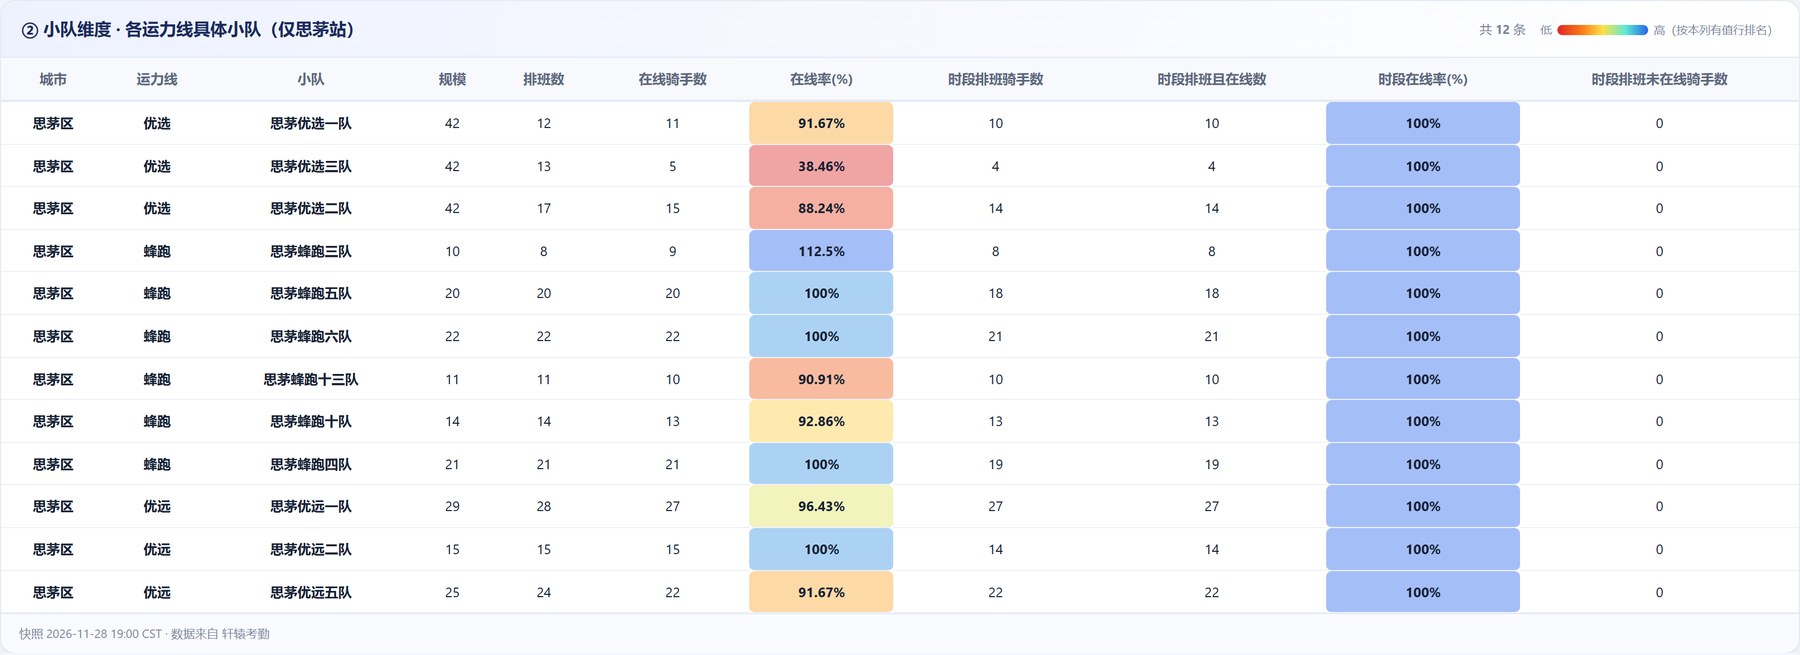 ② 小队维度 · 各运力线具体小队（仅思茅站）
共 12 条 低 高 (按本列有值行排名)
城市 运力线 小队 规模 排班数 在线骑手数 在线率(%) 时段排班骑手数 时段排班且在线数 时段在线率(%) 时段排班未在线骑手数
思茅区 优选 思茅优选一队 42 12 11 91.67% 10 10 100% 0
思茅区 优选 思茅优选三队 42 13 5 38.46% 4 4 100% 0
思茅区 优选 思茅优选二队 42 17 15 88.24% 14 14 100% 0
思茅区 蜂跑 思茅蜂跑三队 10 8 9 112.5% 8 8 100% 0
思茅区 蜂跑 思茅蜂跑五队 20 20 20 100% 18 18 100% 0
思茅区 蜂跑 思茅蜂跑六队 22 22 22 100% 21 21 100% 0
思茅区 蜂跑 思茅蜂跑十三队 11 11 10 90.91% 10 10 100% 0
思茅区 蜂跑 思茅蜂跑十队 14 14 13 92.86% 13 13 100% 0
思茅区 蜂跑 思茅蜂跑四队 21 21 21 100% 19 19 100% 0
思茅区 优远 思茅优远一队 29 28 27 96.43% 27 27 100% 0
思茅区 优远 思茅优远二队 15 15 15 100% 14 14 100% 0
思茅区 优远 思茅优远五队 25 24 22 91.67% 22 22 100% 0
快照 2026-11-28 19:00 CST · 数据来自 轩辕考勤